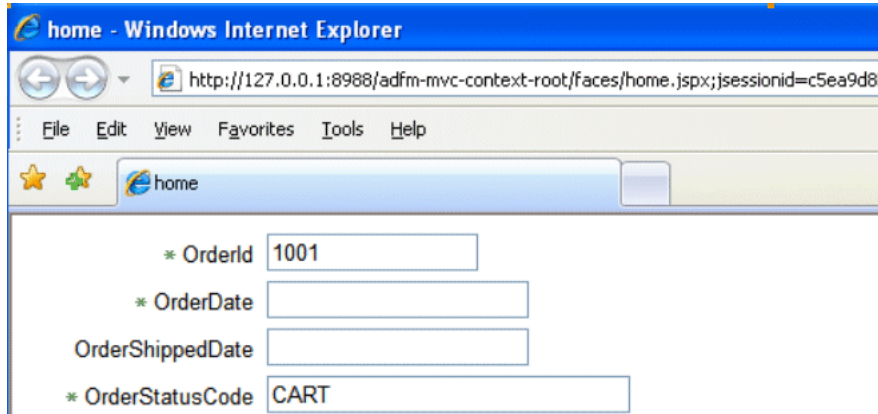 home - Windows Internet Explorer
http://127.0.0.1:8988/adfm-mvc-context-root/faces/home.jspx;jsessionid=c5ea9d8
File Edit View Favorites Tools Help
home
* OrderId 1001
* OrderDate
OrderShippedDate
* OrderStatusCode CART